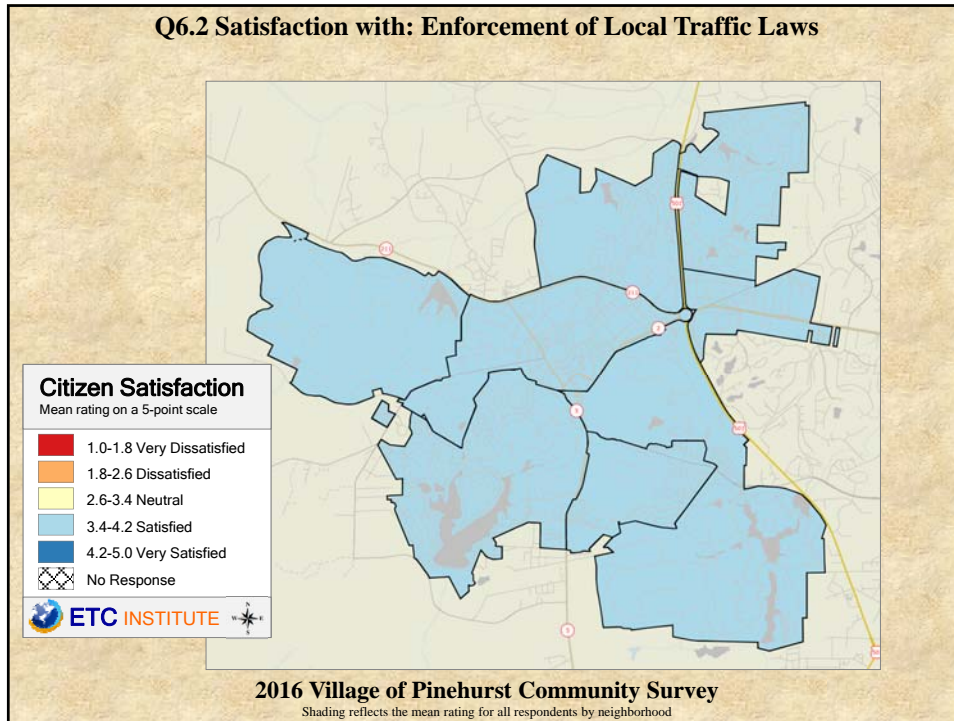 Q6.2 Satisfaction with: Enforcement of Local Traffic Laws
211
5
Citizen Satisfaction
Mean rating on a 5-point scale
1.0-1.8 Very Dissatisfied
1.8-2.6 Dissatisfied
2.6-3.4 Neutral
3.4-4.2 Satisfied
4.2-5.0 Very Satisfied
No Response
ETC INSTITUTE
N
W E
S
2016 Village of Pinehurst Community Survey
Shading reflects the mean rating for all respondents by neighborhood